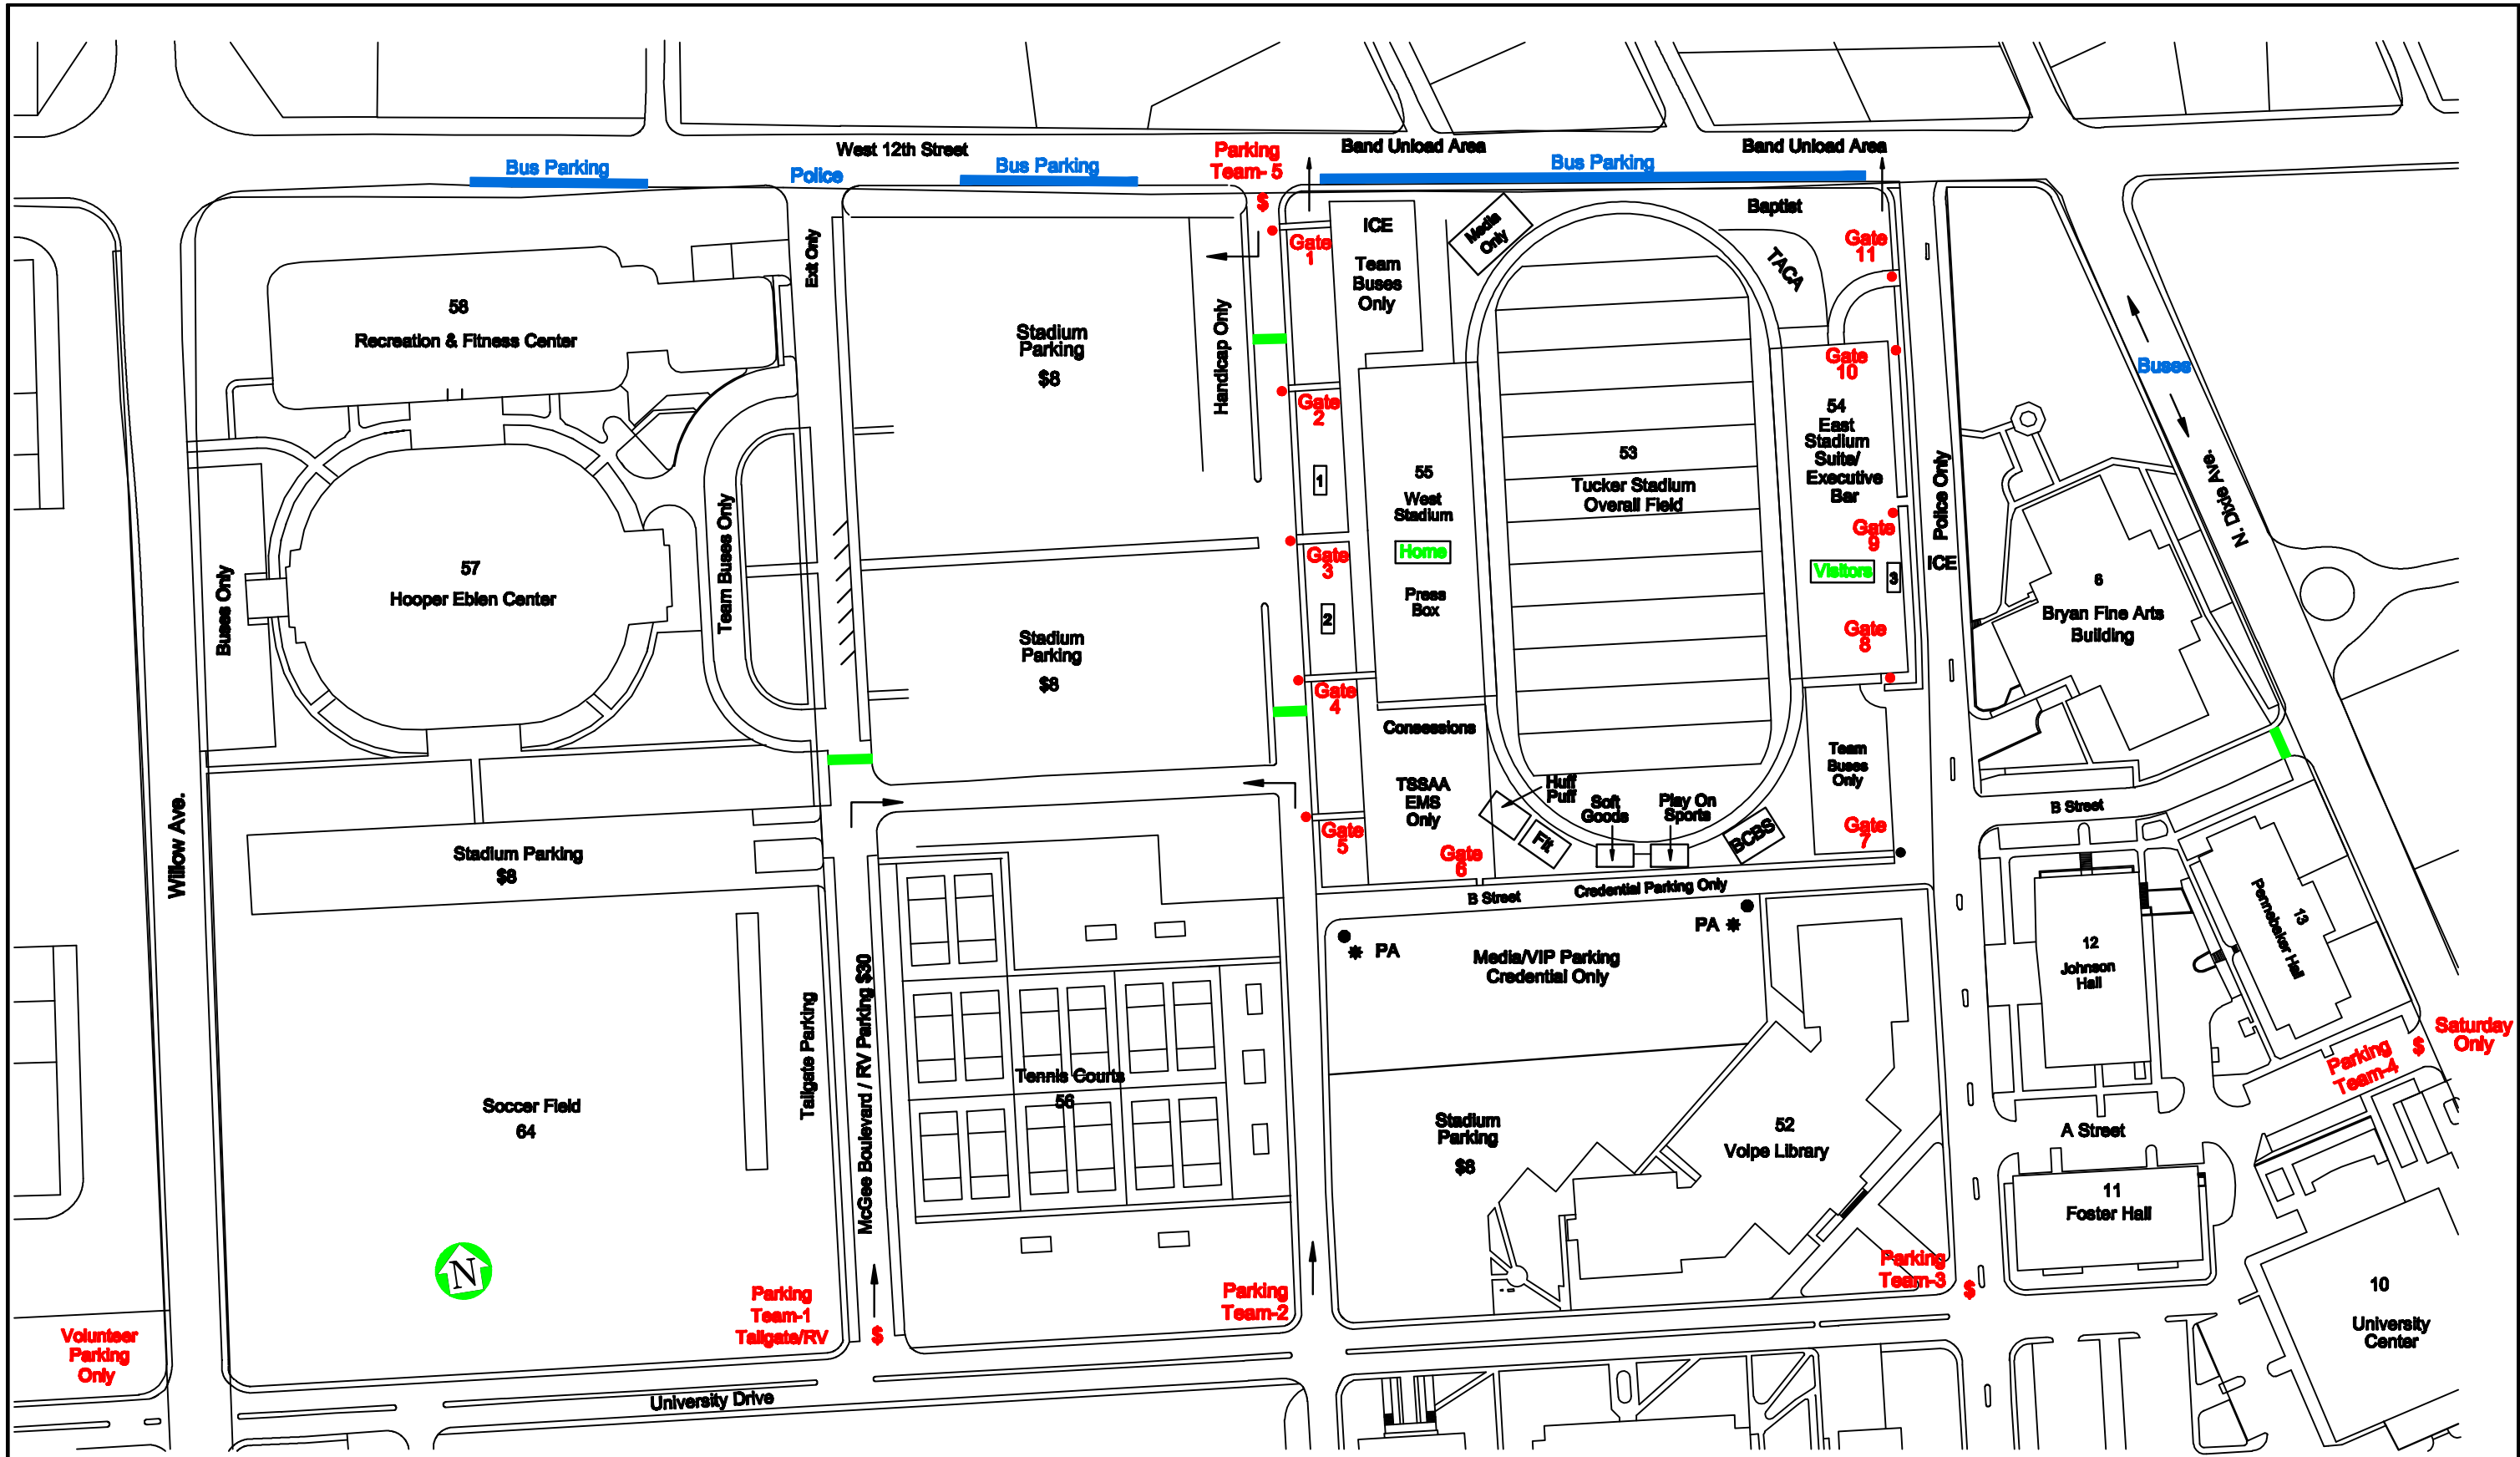 West 12th Street
Bus Parking
Police
Bus Parking
Parking
Team- 5
$
Band Unload Area
Bus Parking
Band Unload Area
Exit Only
58
Recreation & Fitness Center
Stadium
Parking
$8
Handicap Only
Gate
1
ICE
Team
Buses
Only
Media
Only
Baptist
TACA
Gate
11
Gate
10
Gate
2
1
54
East
Stadium
Suite/
Executive
Bar
Police Only
ICE
Buses
N. Dixie Ave.
55
West
Stadium
Home
Press
Box
53
Tucker Stadium
Overall Field
Gate
9
Visitors
3
Gate
8
6
Bryan Fine Arts
Building
Buses Only
57
Hooper Eblen Center
Team Buses Only
Stadium
Parking
$8
Gate
3
2
Gate
4
Consessions
TSSAA
EMS
Only
Huff
Puff
Fit
Soft
Goods
Play On
Sports
BCBS
Team
Buses
Only
Gate
7
Gate
5
Gate
6
B Street
Willow Ave.
Stadium Parking
$8
B Street
Credential Parking Only
PA
PA
Media/VIP Parking
Credential Only
12
Johnson
Hall
13
Pennebaker Hall
Tailgate Parking
McGee Boulevard / RV Parking $30
Tennis Courts
56
Soccer Field
64
Stadium
Parking
$8
52
Volpe Library
A Street
11
Foster Hall
Parking
Team-4
$
Saturday
Only
N
Parking
Team-1
Tailgate/RV
$
Parking
Team-2
Parking
Team-3
$
10
University
Center
Volunteer
Parking
Only
University Drive